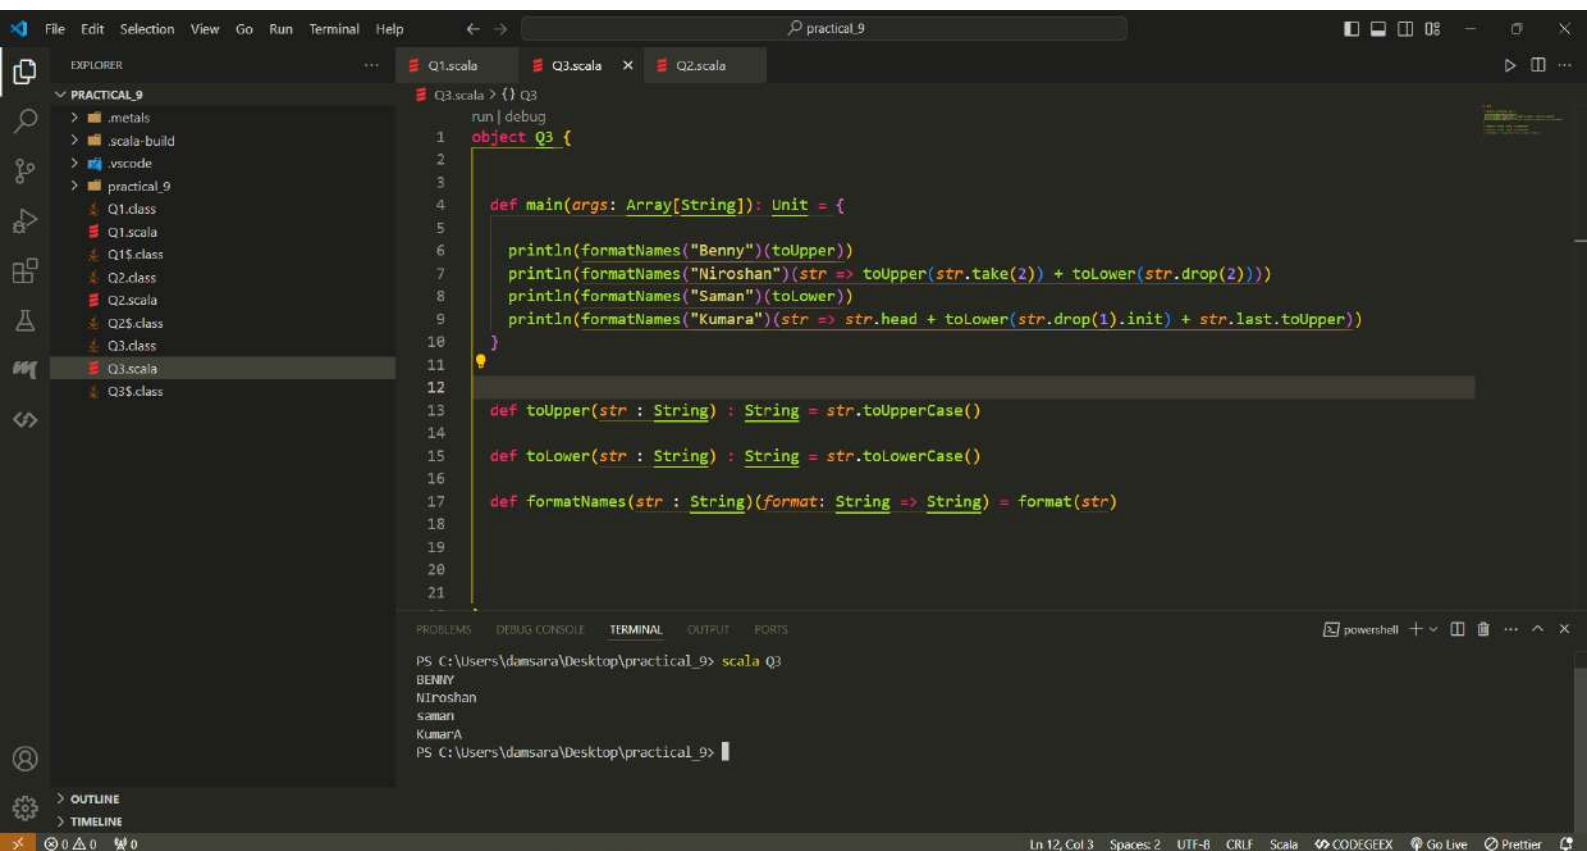 File Edit Selection View Go Run Terminal Help
practical_9
EXPLORER
PRACTICAL_9
.metals
.scala-build
.vscode
practical_9
Q1.class
Q1.scala
Q1$.class
Q2.class
Q2.scala
Q2$.class
Q3.class
Q3.scala
Q3$.class
OUTLINE
TIMELINE
Q1.scala Q3.scala Q2.scala
Q3.scala > {} Q3
run | debug
1 object Q3 {
2
3
4 def main(args: Array[String]): Unit = {
5
6 println(formatNames("Benny")(toUpper))
7 println(formatNames("Niroshan")(str => toUpper(str.take(2)) + toLower(str.drop(2))))
8 println(formatNames("Saman")(toLower))
9 println(formatNames("Kumara")(str => str.head + toLower(str.drop(1).init) + str.last.toUpper))
10 }
11
12
13 def toUpper(str : String) : String = str.toUpperCase()
14
15 def toLower(str : String) : String = str.toLowerCase()
16
17 def formatNames(str : String)(format: String => String) = format(str)
18
19
20
21
PROBLEMS DEBUG CONSOLE TERMINAL OUTPUT PORTS
powershell
PS C:\Users\damsara\Desktop\practical_9> scala Q3
BENNY
NIroshan
saman
KumarA
PS C:\Users\damsara\Desktop\practical_9>
0 0 0 Ln 12, Col 3 Spaces: 2 UTF-8 CRLF Scala CODEGEEX Go Live Prettier